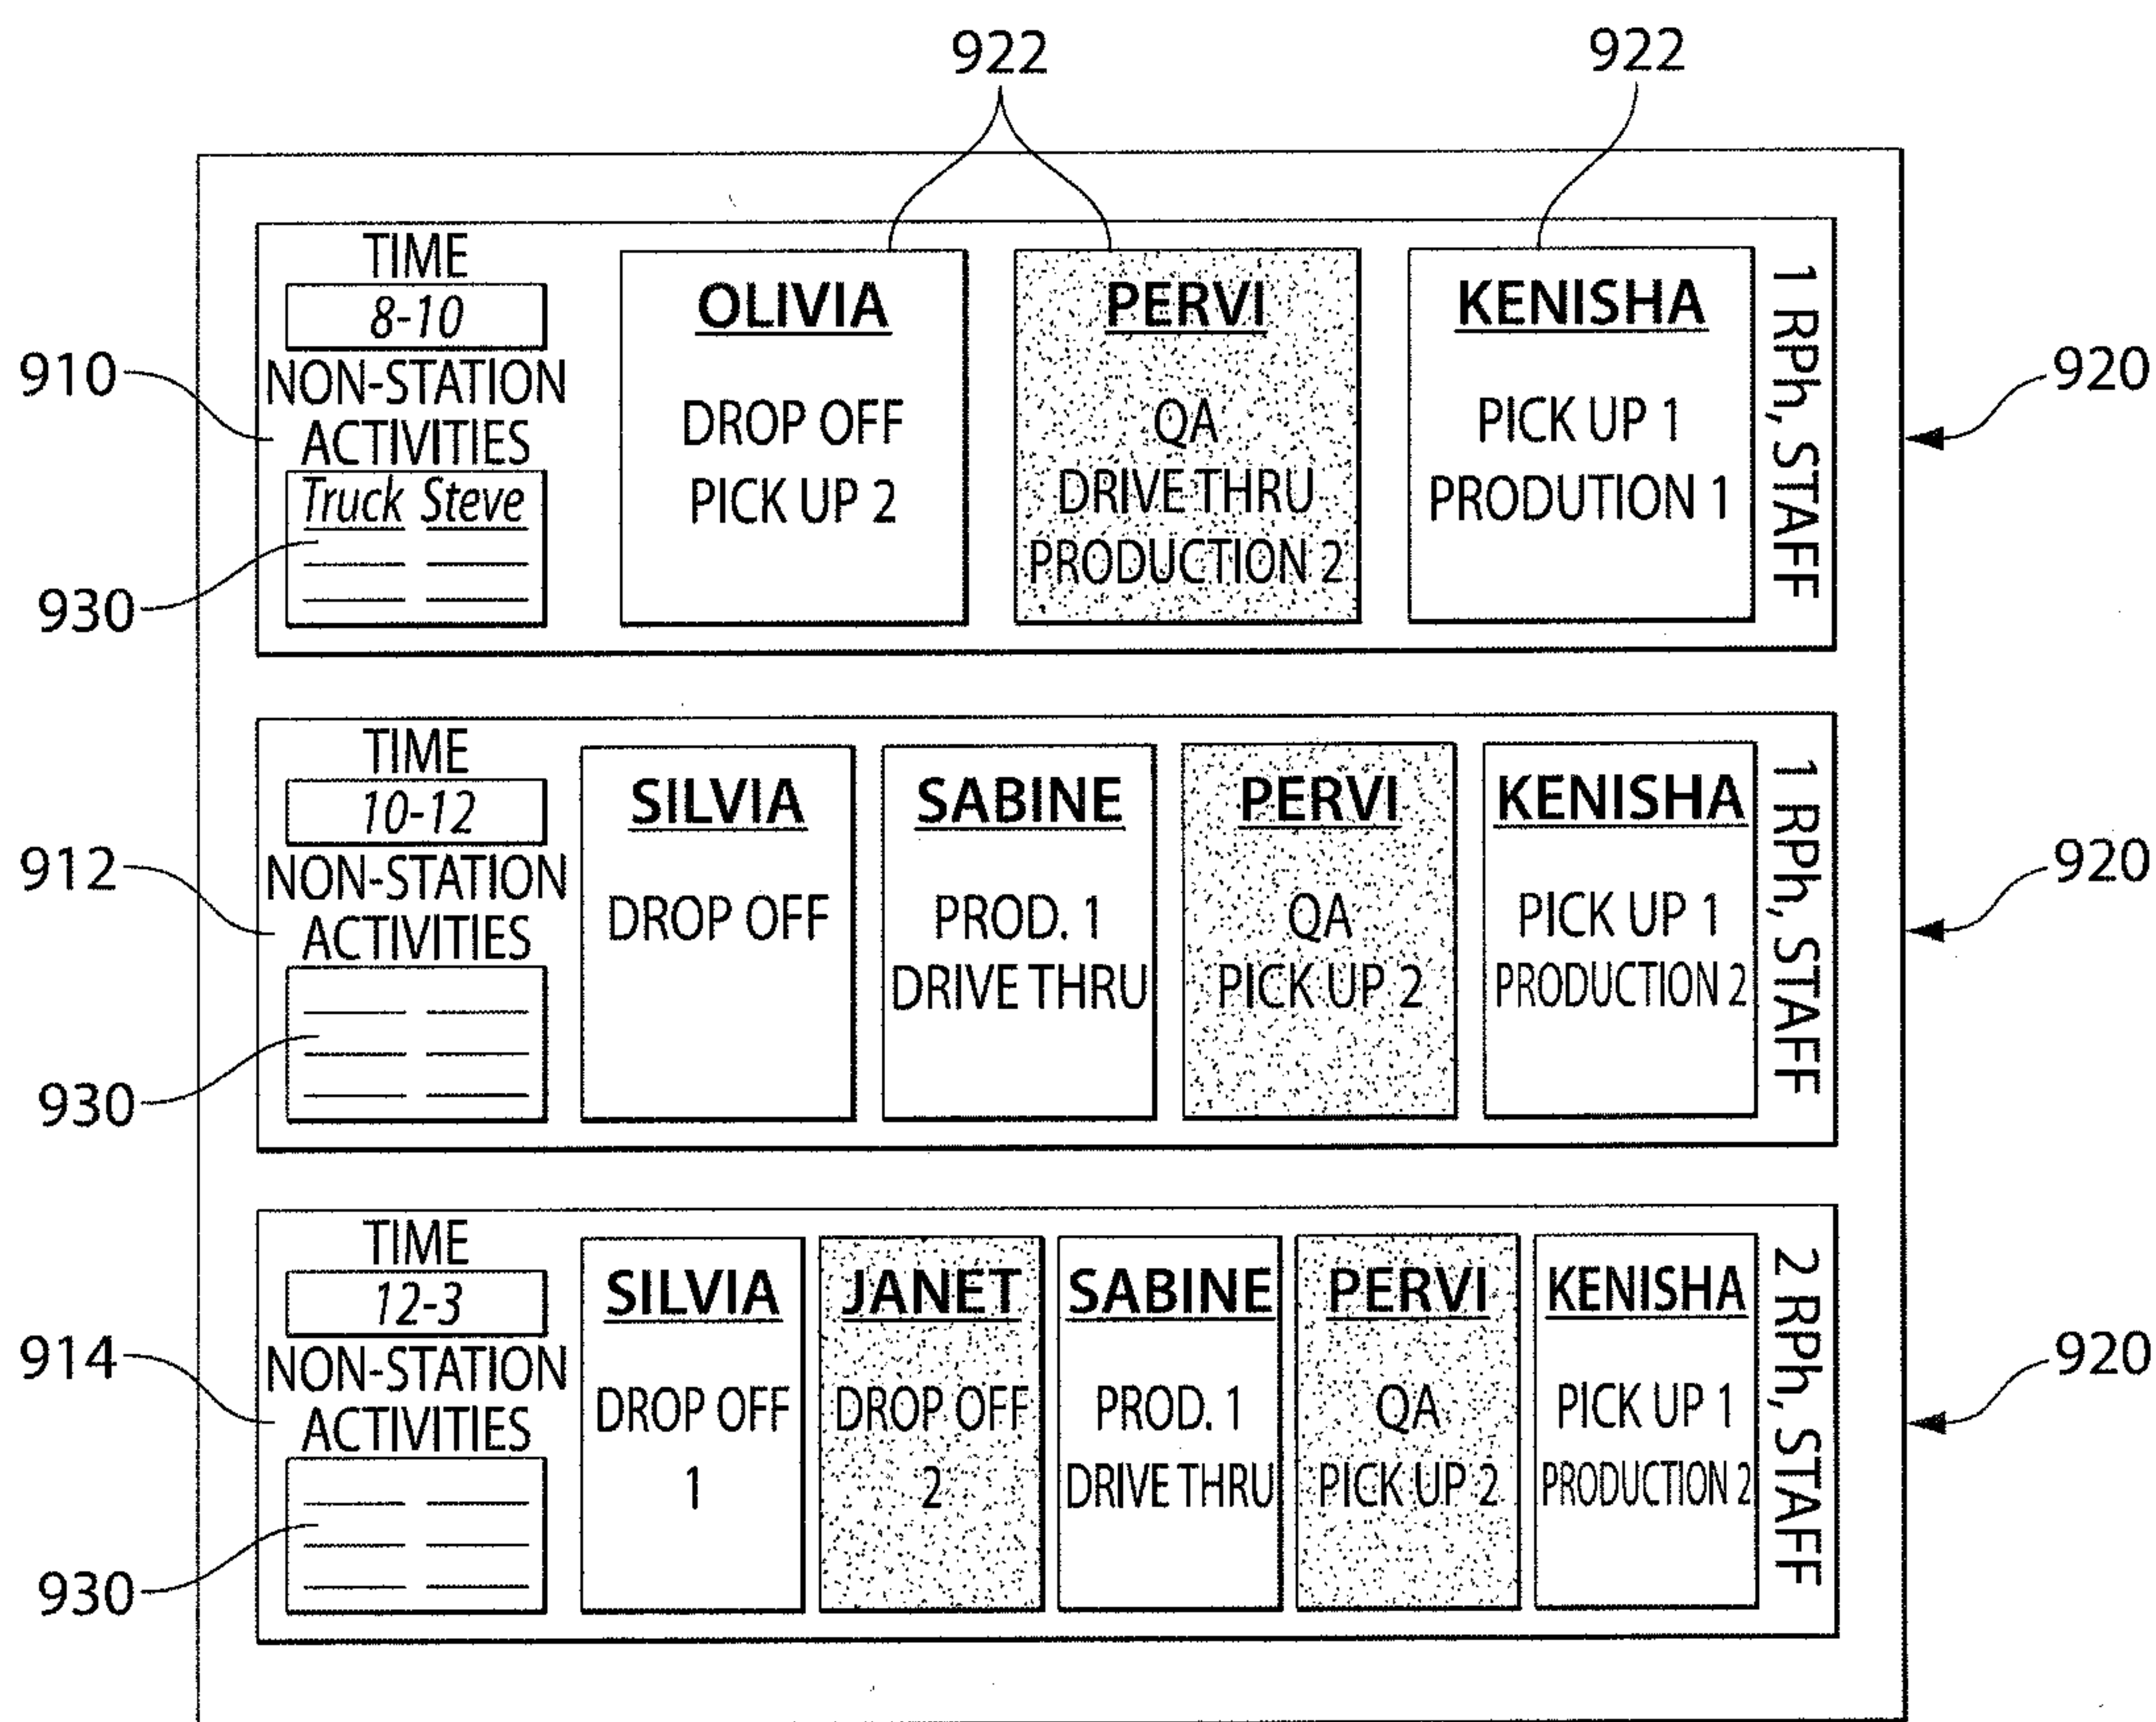 922
922
TIME
8-10
NON-STATION
ACTIVITIES
Truck Steve
OLIVIA
DROP OFF
PICK UP 2
PERVI
QA
DRIVE THRU
PRODUCTION 2
KENISHA
PICK UP 1
PRODUTION 1
1 RPh, STAFF
910
930
920
TIME
10-12
NON-STATION
ACTIVITIES
SILVIA
DROP OFF
SABINE
PROD. 1
DRIVE THRU
PERVI
QA
PICK UP 2
KENISHA
PICK UP 1
PRODUCTION 2
1 RPh, STAFF
912
930
920
TIME
12-3
NON-STATION
ACTIVITIES
SILVIA
DROP OFF
1
JANET
DROP OFF
2
SABINE
PROD. 1
DRIVE THRU
PERVI
QA
PICK UP 2
KENISHA
PICK UP 1
PRODUCTION 2
2 RPh, STAFF
914
930
920